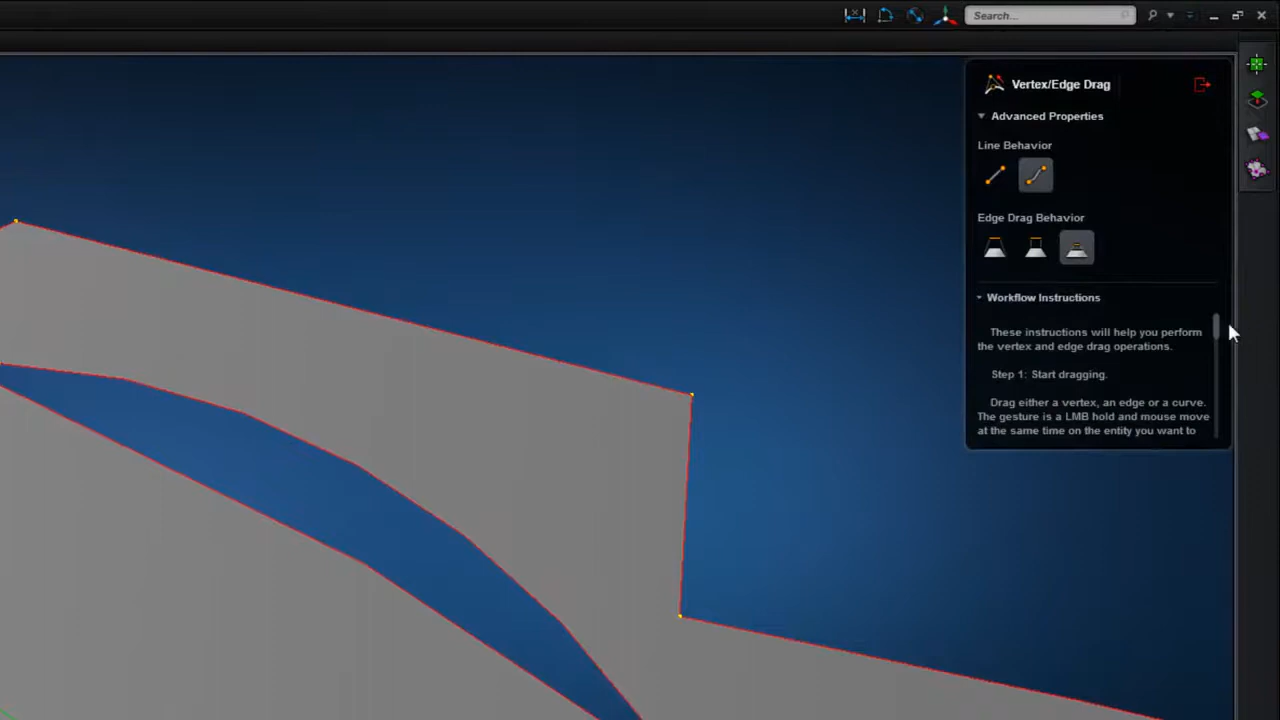 Search...
Vertex/Edge Drag
Advanced Properties
Line Behavior
Edge Drag Behavior
Workflow Instructions
These instructions will help you perform
the vertex and edge drag operations.
Step 1: Start dragging.
Drag either a vertex, an edge or a curve.
The gesture is a LMB hold and mouse move
at the same time on the entity you want to